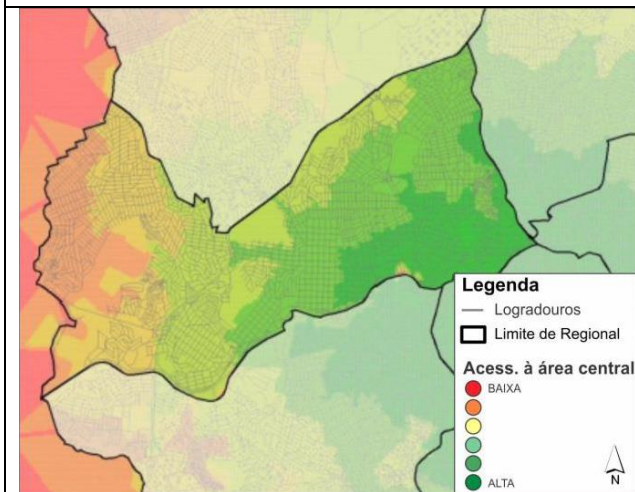 Legenda
Logradouros
Limite de Regional
Acess. à área central
BAIXA
ALTA
N